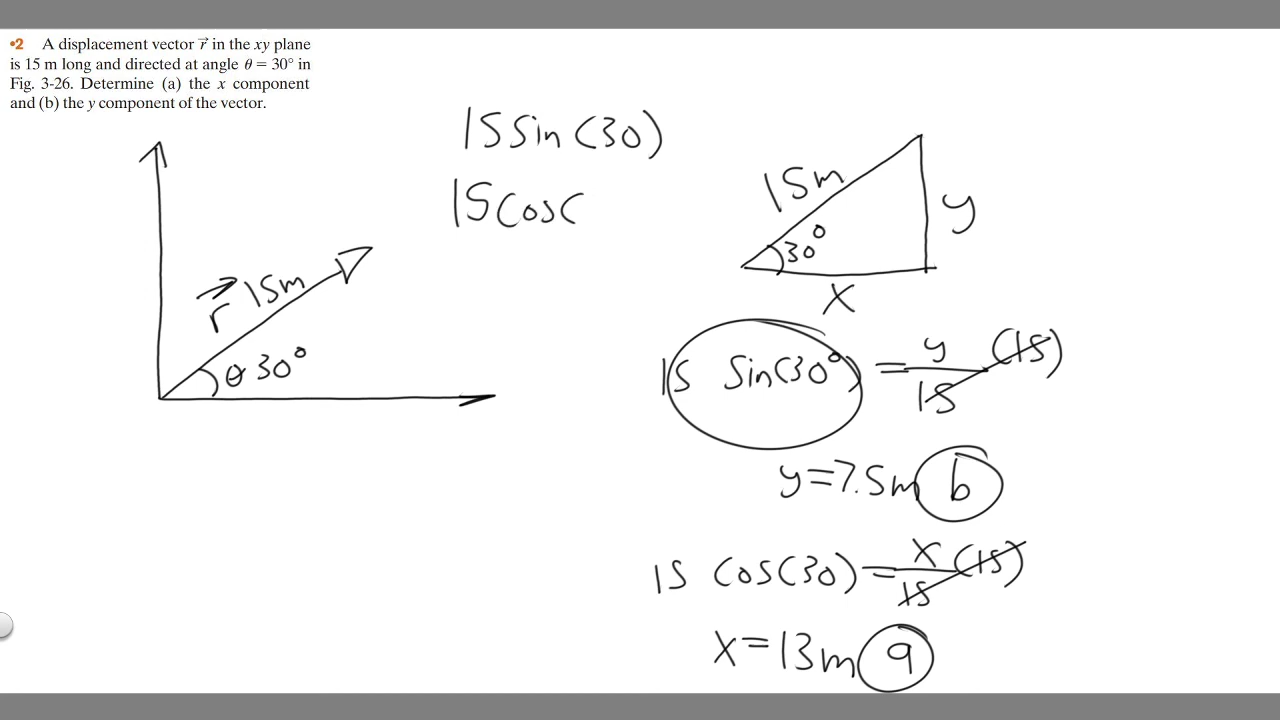 •2 A displacement vector r⃗ in the xy plane
is 15 m long and directed at angle θ = 30° in
Fig. 3-26. Determine (a) the x component
and (b) the y component of the vector.
15 sin (30)
15 cos(
r⃗ 15m
θ 30°
15m
30°
y
x
15 sin(30°) = y/15 (15)
y=7.5m b
15 cos(30) = x/15 (15)
x=13m a